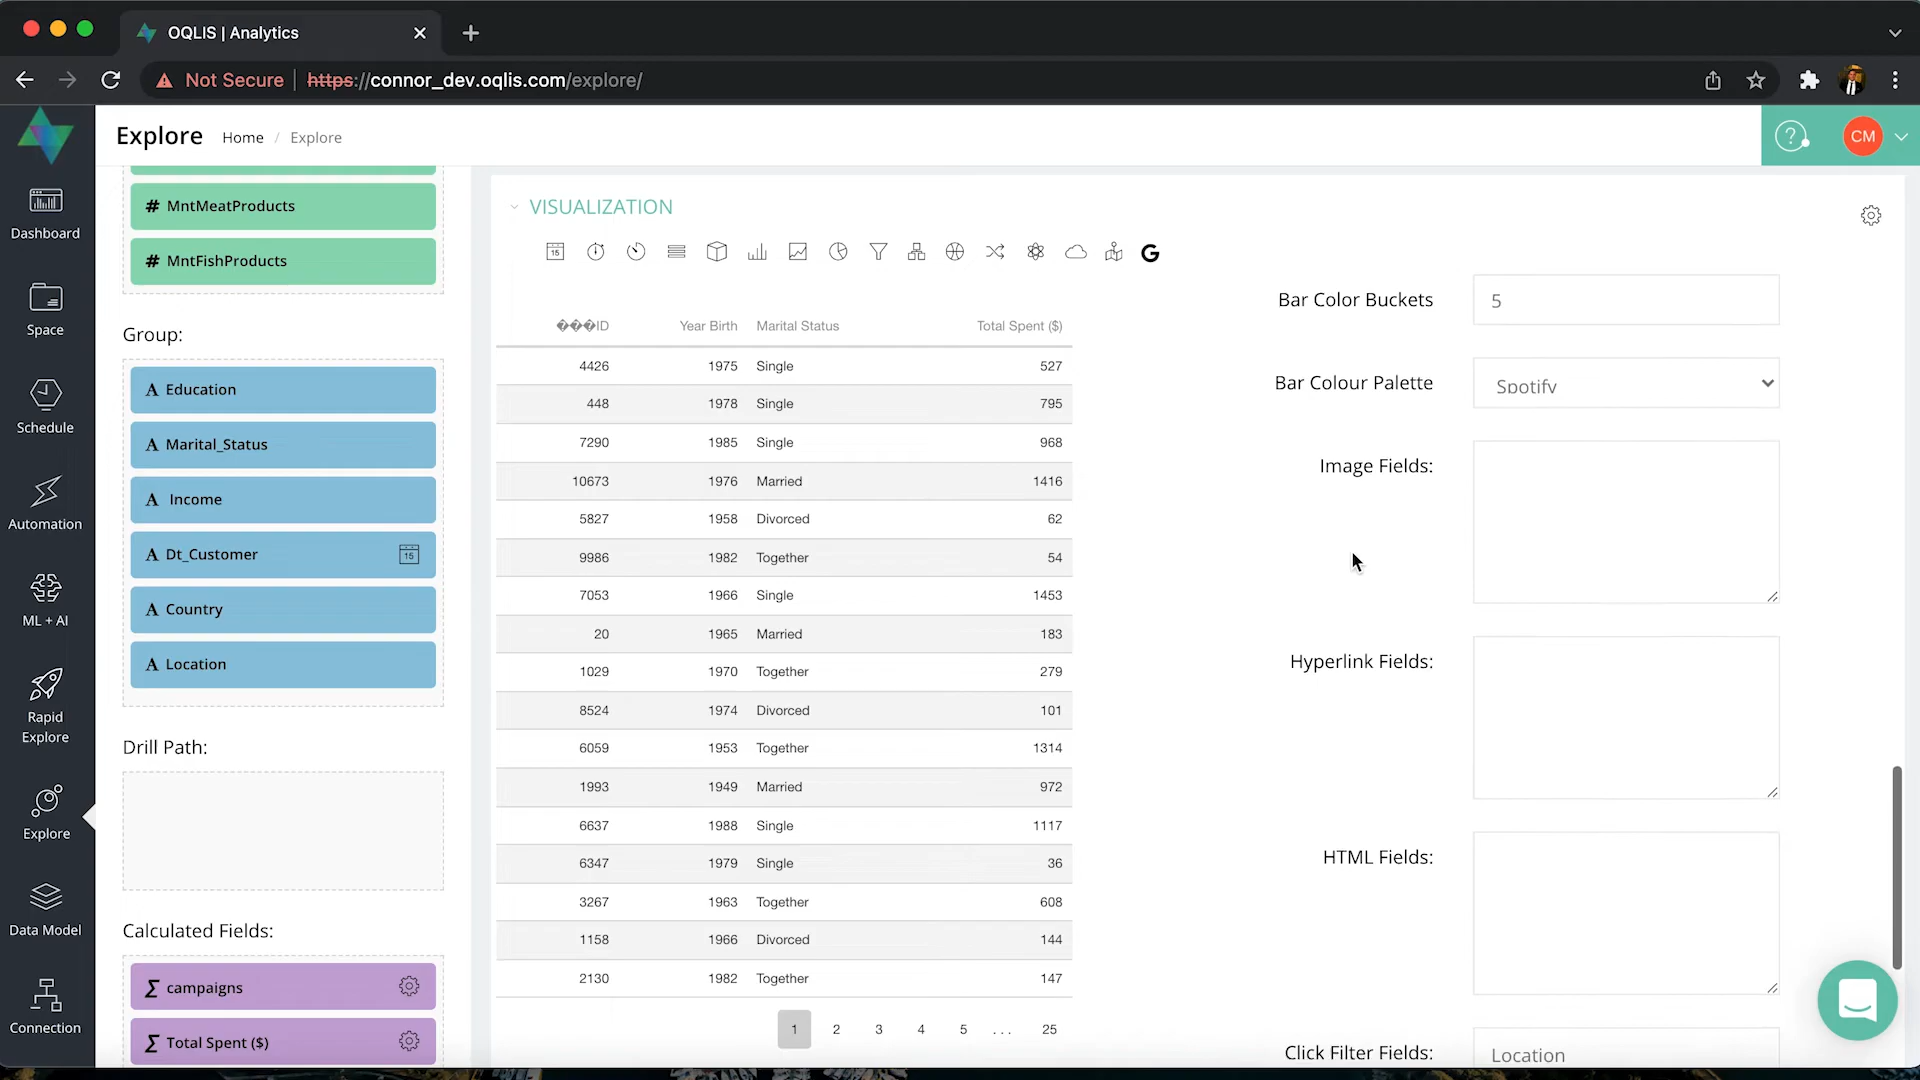 OQLIS | Analytics
Not Secure
https://connor_dev.oqlis.com/explore/
Explore
Home / Explore
CM
Dashboard
Space
Schedule
Automation
ML + AI
Rapid
Explore
Explore
Data Model
Connection
# MntMeatProducts
# MntFishProducts
Group:
A Education
A Marital_Status
A Income
A Dt_Customer
15
A Country
A Location
Drill Path:
Calculated Fields:
Σ campaigns
Σ Total Spent ($)
VISUALIZATION
15
G
���ID Year Birth Marital Status Total Spent ($)
4426 1975 Single 527
448 1978 Single 795
7290 1985 Single 968
10673 1976 Married 1416
5827 1958 Divorced 62
9986 1982 Together 54
7053 1966 Single 1453
20 1965 Married 183
1029 1970 Together 279
8524 1974 Divorced 101
6059 1953 Together 1314
1993 1949 Married 972
6637 1988 Single 1117
6347 1979 Single 36
3267 1963 Together 608
1158 1966 Divorced 144
2130 1982 Together 147
1 2 3 4 5 ... 25
Bar Color Buckets 5
Bar Colour Palette Spotify
Image Fields:
Hyperlink Fields:
HTML Fields:
Click Filter Fields: Location